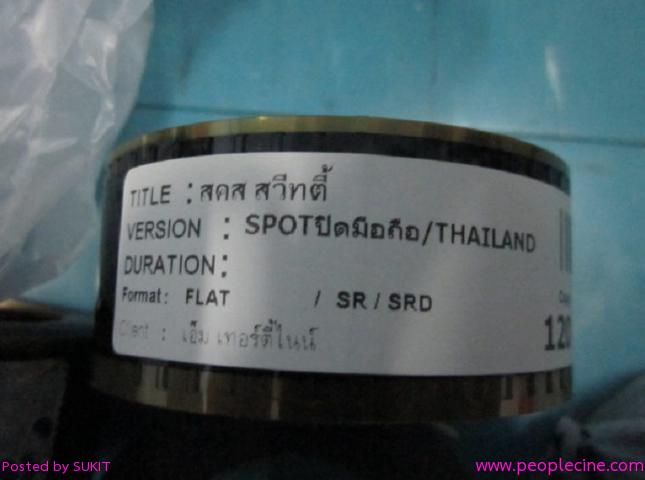 TITLE : สคส สวีทตี้
VERSION : SPOTปิดมือถือ/THAILAND
DURATION:
Format: FLAT / SR / SRD
Client : เอ็ม เทอร์ตี้ไนน์
120
Posted by SUKIT
www.peoplecine.com